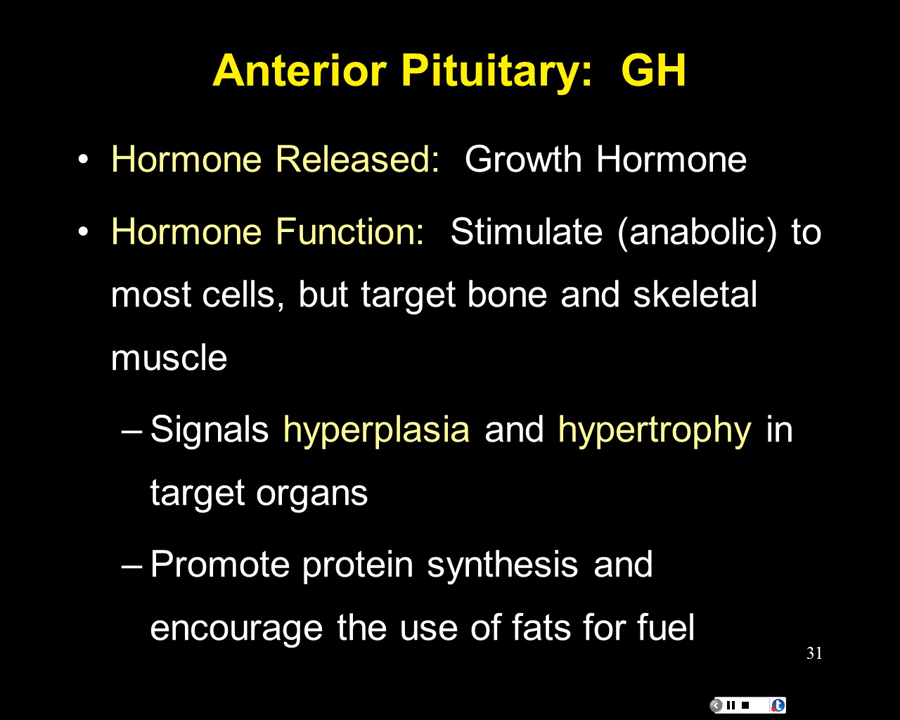 Anterior Pituitary:  GH
• Hormone Released:  Growth Hormone
• Hormone Function:  Stimulate (anabolic) to
most cells, but target bone and skeletal
muscle
– Signals hyperplasia and hypertrophy in
target organs
– Promote protein synthesis and
encourage the use of fats for fuel
31